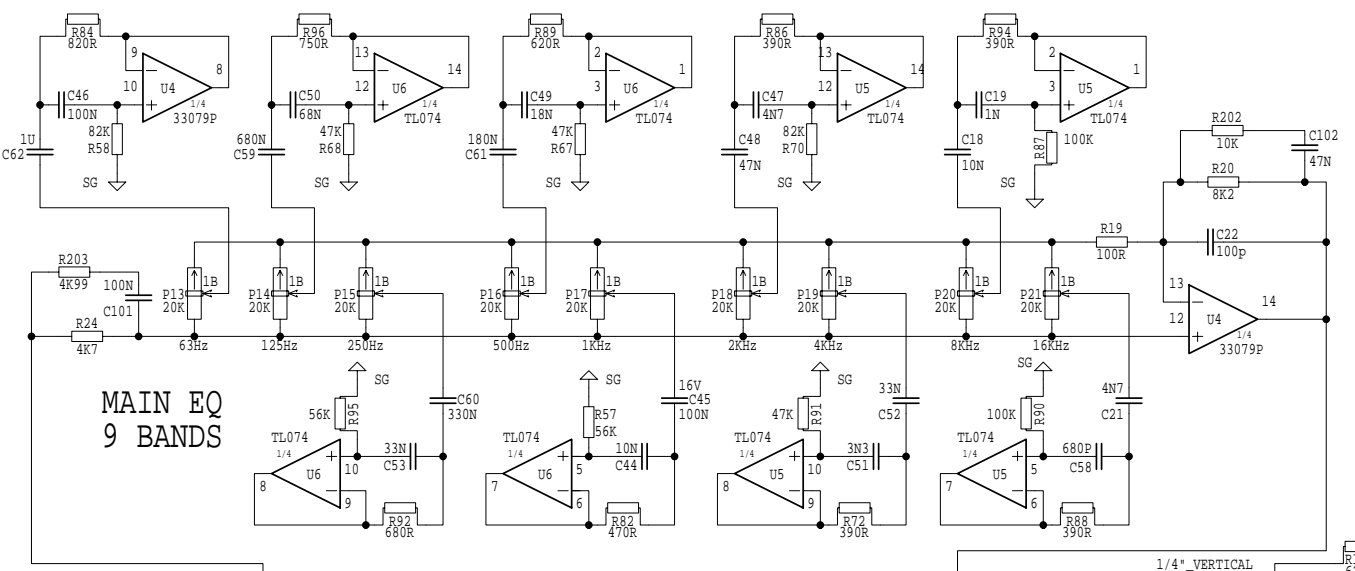 R84
820R
9
8
10
U4
1/4
33079P
C46
100N
82K
R58
1U
C62
SG
R96
750R
13
14
12
U6
1/4
TL074
C50
68N
47K
R68
680N
C59
SG
R89
620R
2
1
3
U6
1/4
TL074
C49
18N
47K
R67
180N
C61
SG
R86
390R
13
14
12
U5
1/4
TL074
C47
4N7
82K
R70
C48
47N
SG
R94
390R
2
1
3
U5
1/4
TL074
C19
1N
R87
100K
C18
10N
SG
R202
10K
C102
47N
R20
8K2
R19
100R
C22
100p
13
14
12
U4
1/4
33079P
R203
4K99
100N
C101
R24
4K7
P13
20K
1B
63Hz
P14
20K
1B
125Hz
P15
20K
1B
250Hz
P16
20K
1B
500Hz
P17
20K
1B
1KHz
P18
20K
1B
2KHz
P19
20K
1B
4KHz
P20
20K
1B
8KHz
P21
20K
1B
16KHz
MAIN EQ
9 BANDS
SG
56K
R95
C60
330N
TL074
1/4
U6
10
9
8
33N
C53
R92
680R
SG
R57
56K
16V
C45
100N
TL074
1/4
U6
5
6
7
10N
C44
R82
470R
SG
47K
R91
33N
C52
TL074
1/4
U5
10
9
8
3N3
C51
R72
390R
SG
100K
R90
4N7
C21
TL074
1/4
U5
5
6
7
680P
C58
R88
390R
1/4"_VERTICAL